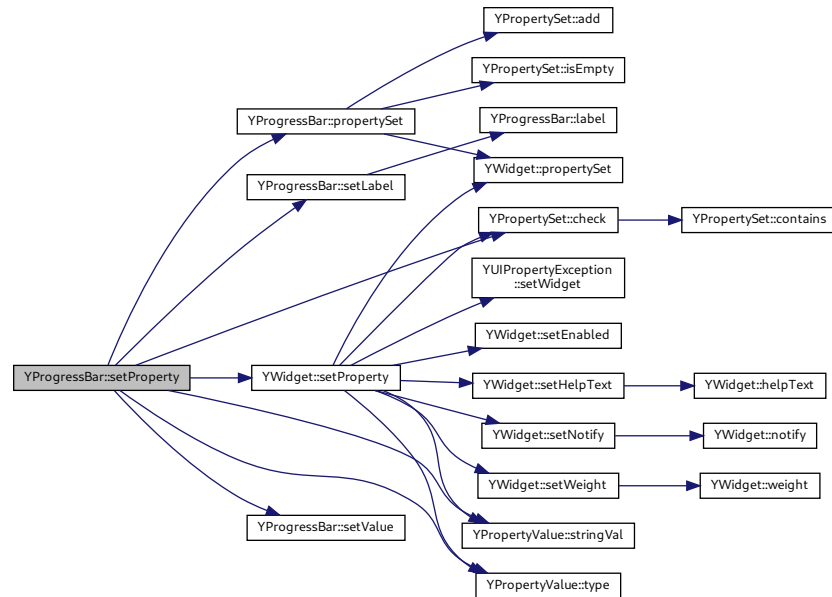 YPropertySet::add
YPropertySet::isEmpty
YProgressBar::propertySet
YProgressBar::label
YWidget::propertySet
YProgressBar::setLabel
YPropertySet::check
YPropertySet::contains
YUIPropertyException
::setWidget
YWidget::setEnabled
YProgressBar::setProperty
YWidget::setProperty
YWidget::setHelpText
YWidget::helpText
YWidget::setNotify
YWidget::notify
YWidget::setWeight
YWidget::weight
YProgressBar::setValue
YPropertyValue::stringVal
YPropertyValue::type